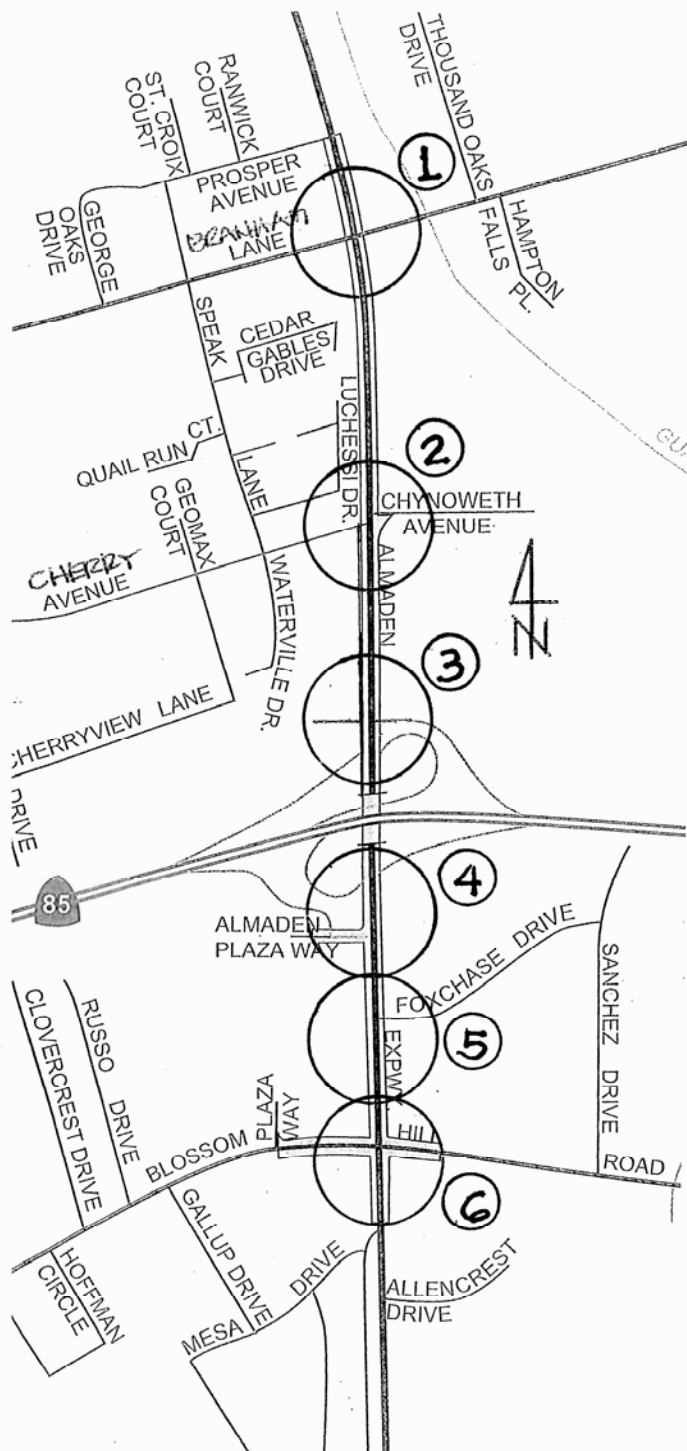 THOUSAND OAKS
DRIVE
RANWICK
COURT
ST. CROIX
COURT
1
PROSPER
AVENUE
GEORGE
OAKS
DRIVE
BRANHAM
LANE
HAMPTON
FALLS
PL.
SPEAK
LANE
CEDAR
GABLES
DRIVE
LUCHESSI DR.
2
QUAIL RUN CT.
GEOMAX
COURT
CHYNOWETH
AVENUE
CHERRY
AVENUE
ALMADEN
WATERVILLE DR.
N
3
CHERRYVIEW LANE
DRIVE
85
4
ALMADEN
PLAZA WAY
FOXCHASE DRIVE
SANCHEZ DRIVE
CLOVERCREST DRIVE
RUSSO DRIVE
5
EXPWY.
PLAZA
WAY
BLOSSOM HILL ROAD
6
GALLUP DRIVE
HOFFMAN
CIRCLE
MESA DRIVE
ALLENCREST
DRIVE